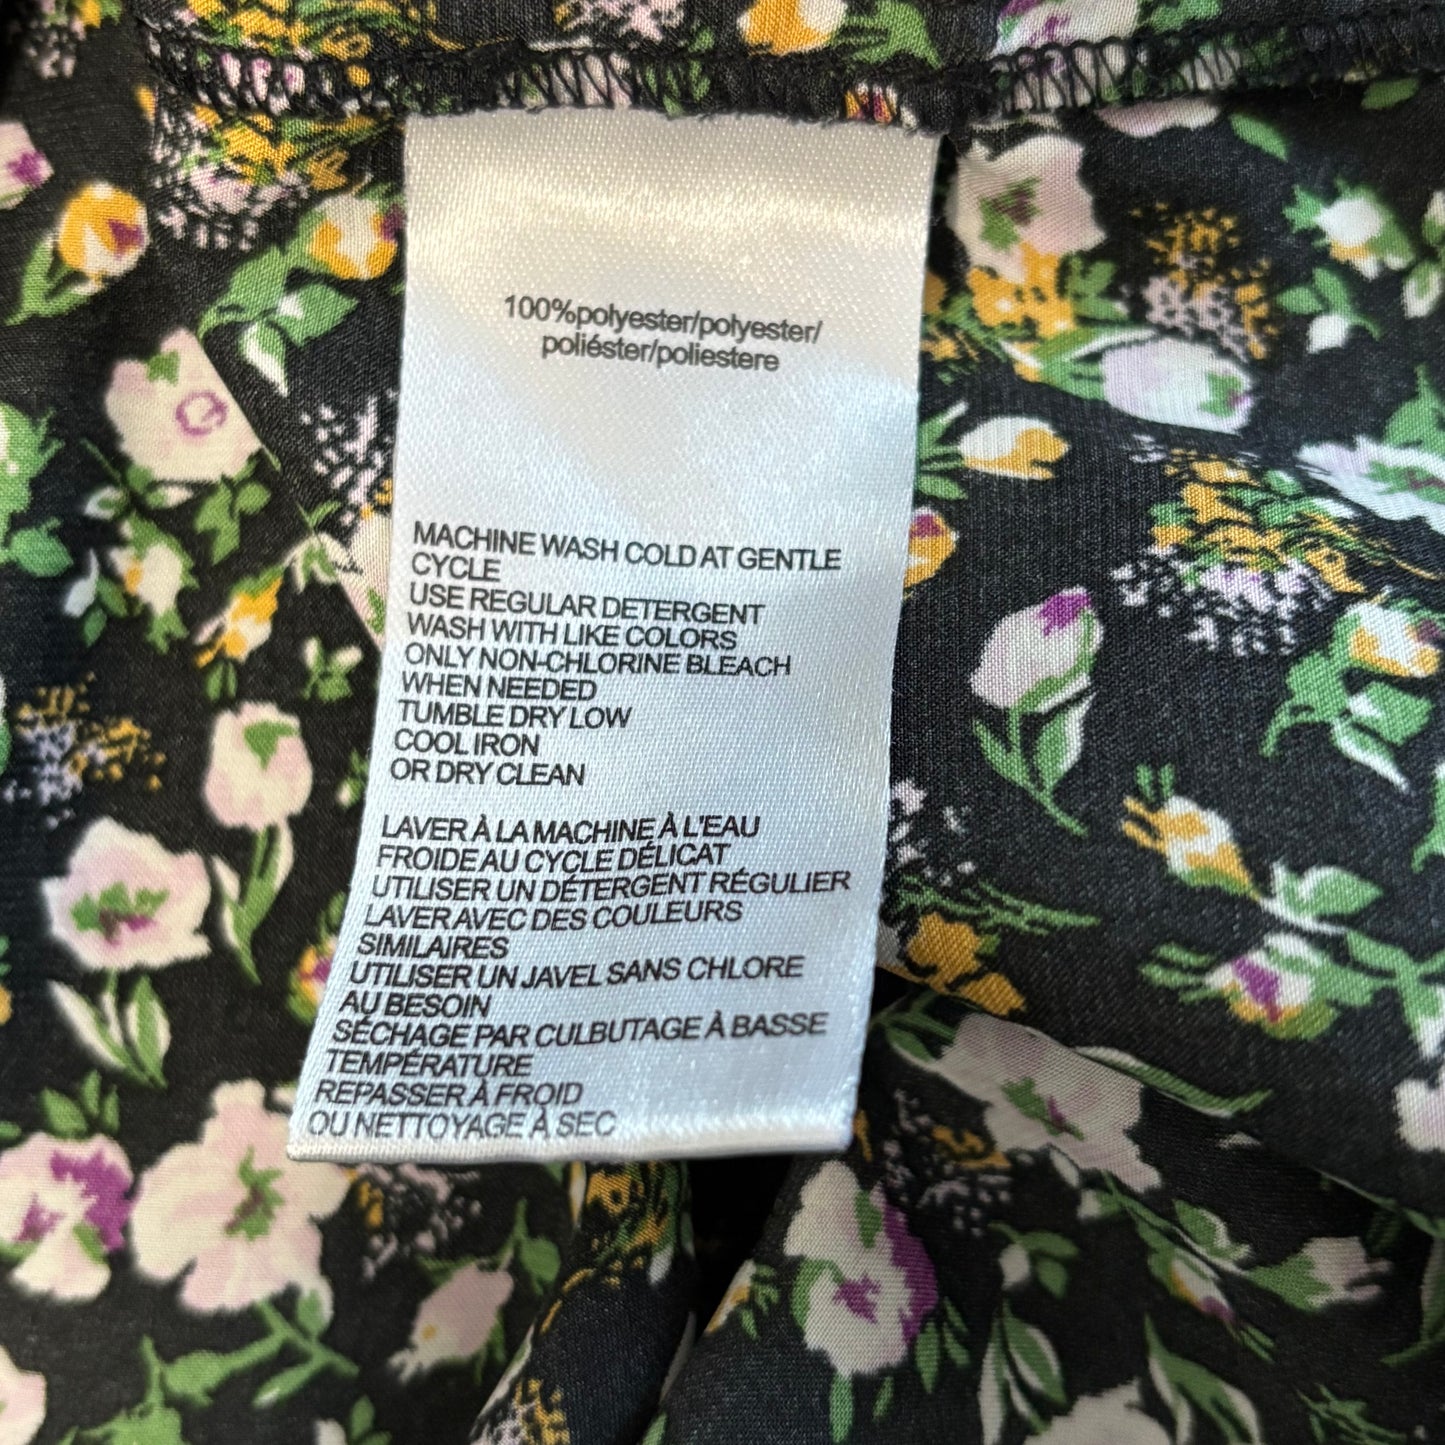 100%polyester/polyester/
poliéster/poliestere
MACHINE WASH COLD AT GENTLE
CYCLE
USE REGULAR DETERGENT
WASH WITH LIKE COLORS
ONLY NON-CHLORINE BLEACH
WHEN NEEDED
TUMBLE DRY LOW
COOL IRON
OR DRY CLEAN
LAVER À LA MACHINE À L'EAU
FROIDE AU CYCLE DÉLICAT
UTILISER UN DÉTERGENT RÉGULIER
LAVER AVEC DES COULEURS
SIMILAIRES
UTILISER UN JAVEL SANS CHLORE
AU BESOIN
SÉCHAGE PAR CULBUTAGE À BASSE
TEMPÉRATURE
REPASSER À FROID
OU NETTOYAGE À SEC